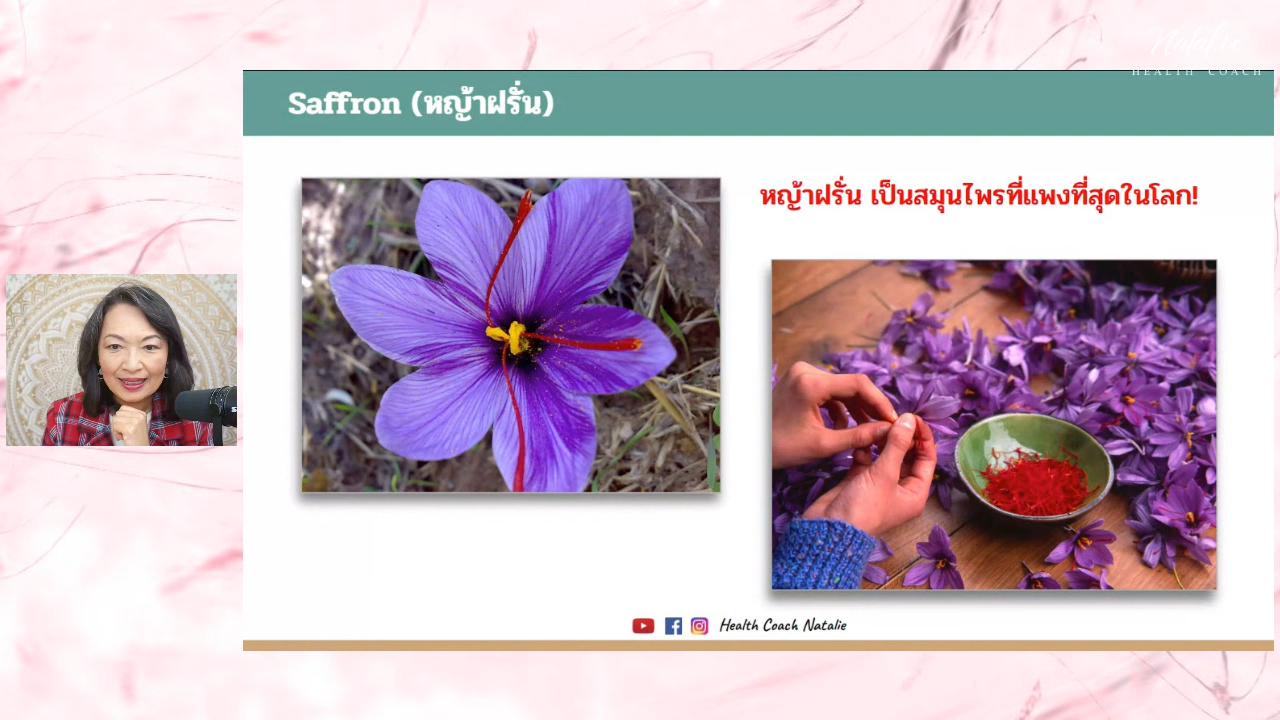 Natalie
HEALTH COACH
Saffron (หญ้าฝรั่น)
หญ้าฝรั่น เป็นสมุนไพรที่แพงที่สุดในโลก!
Health Coach Natalie